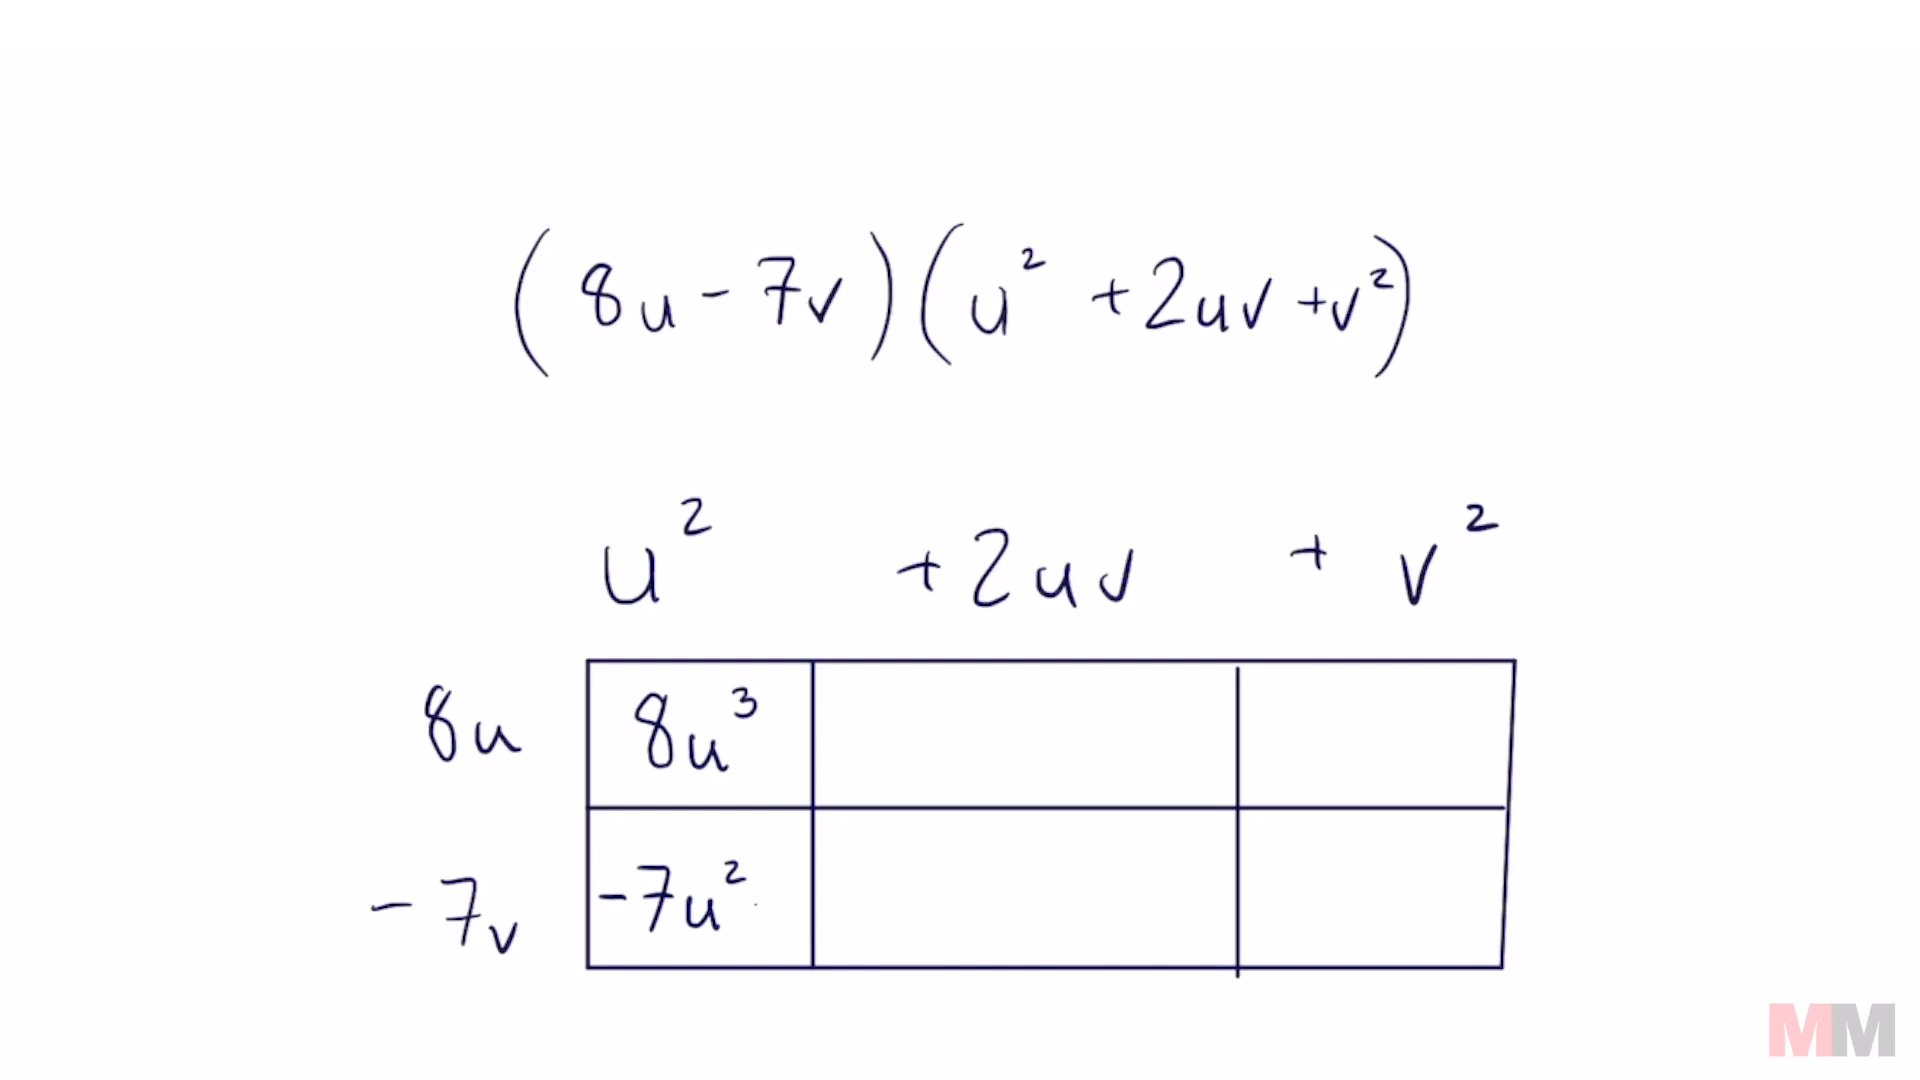 (8u - 7v)(u² + 2uv + v²)
u² + 2uv + v²
8u 8u³
- 7v -7u²
MM